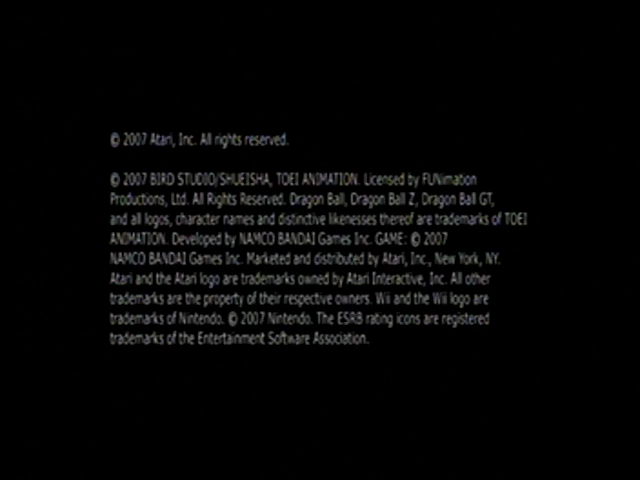 © 2007 Atari, Inc. All rights reserved.
© 2007 BIRD STUDIO/SHUEISHA, TOEI ANIMATION. Licensed by FUNimation
Productions, Ltd. All Rights Reserved. Dragon Ball, Dragon Ball Z, Dragon Ball GT,
and all logos, character names and distinctive likenesses thereof are trademarks of TOEI
ANIMATION. Developed by NAMCO BANDAI Games Inc. GAME: © 2007
NAMCO BANDAI Games Inc. Marketed and distributed by Atari, Inc., New York, NY.
Atari and the Atari logo are trademarks owned by Atari Interactive, Inc. All other
trademarks are the property of their respective owners. Wii and the Wii logo are
trademarks of Nintendo. © 2007 Nintendo. The ESRB rating icons are registered
trademarks of the Entertainment Software Association.